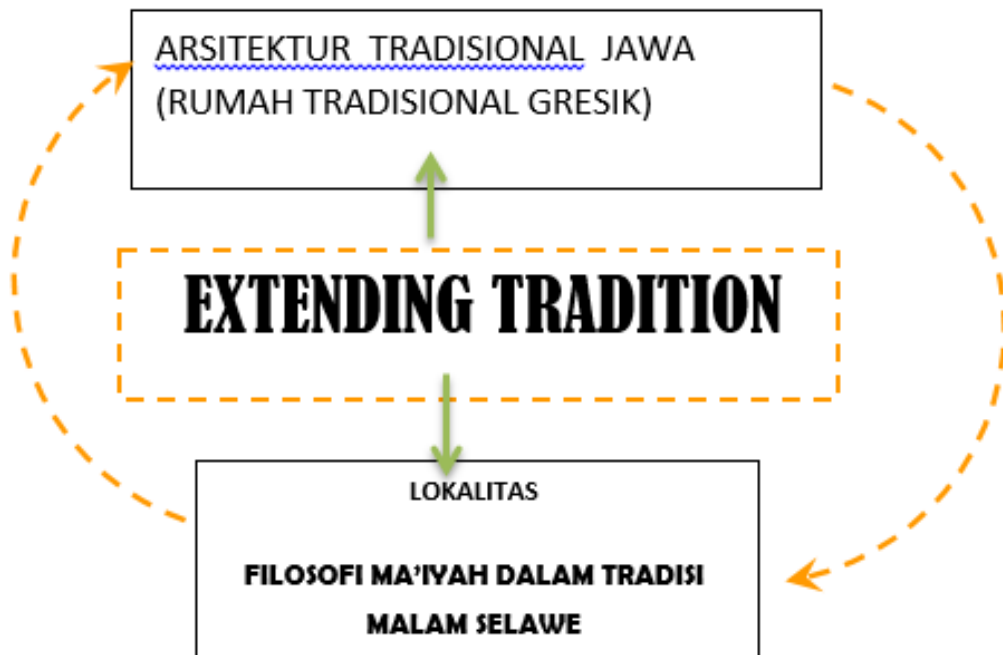 ARSITEKTUR TRADISIONAL JAWA
(RUMAH TRADISIONAL GRESIK)
EXTENDING TRADITION
LOKALITAS
FILOSOFI MA'IYAH DALAM TRADISI
MALAM SELAWE